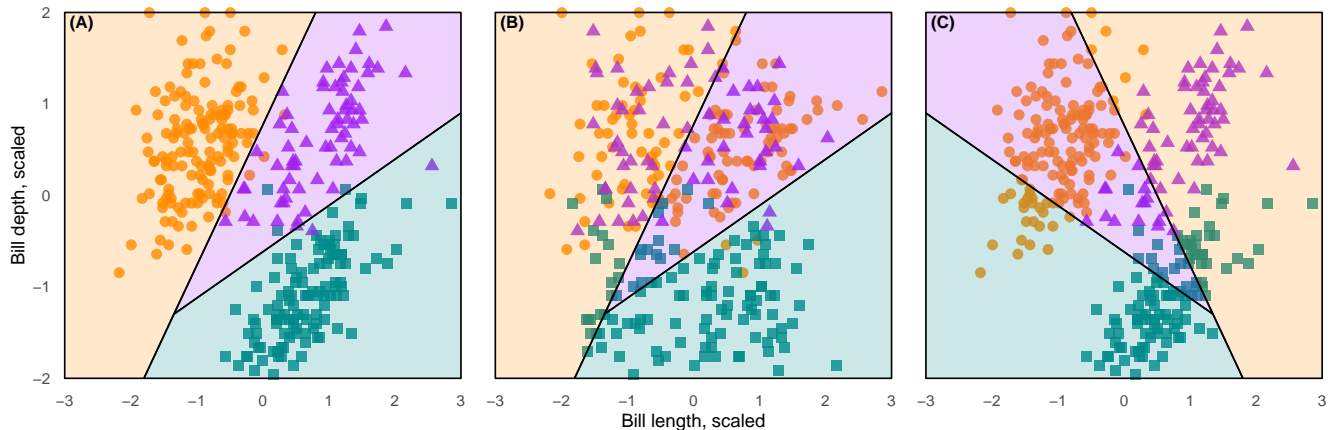 (A)
(B)
(C)
Bill depth, scaled
2
1
0
−1
−2
−3 −2 −1 0 1 2 3
−3 −2 −1 0 1 2 3
−3 −2 −1 0 1 2 3
Bill length, scaled